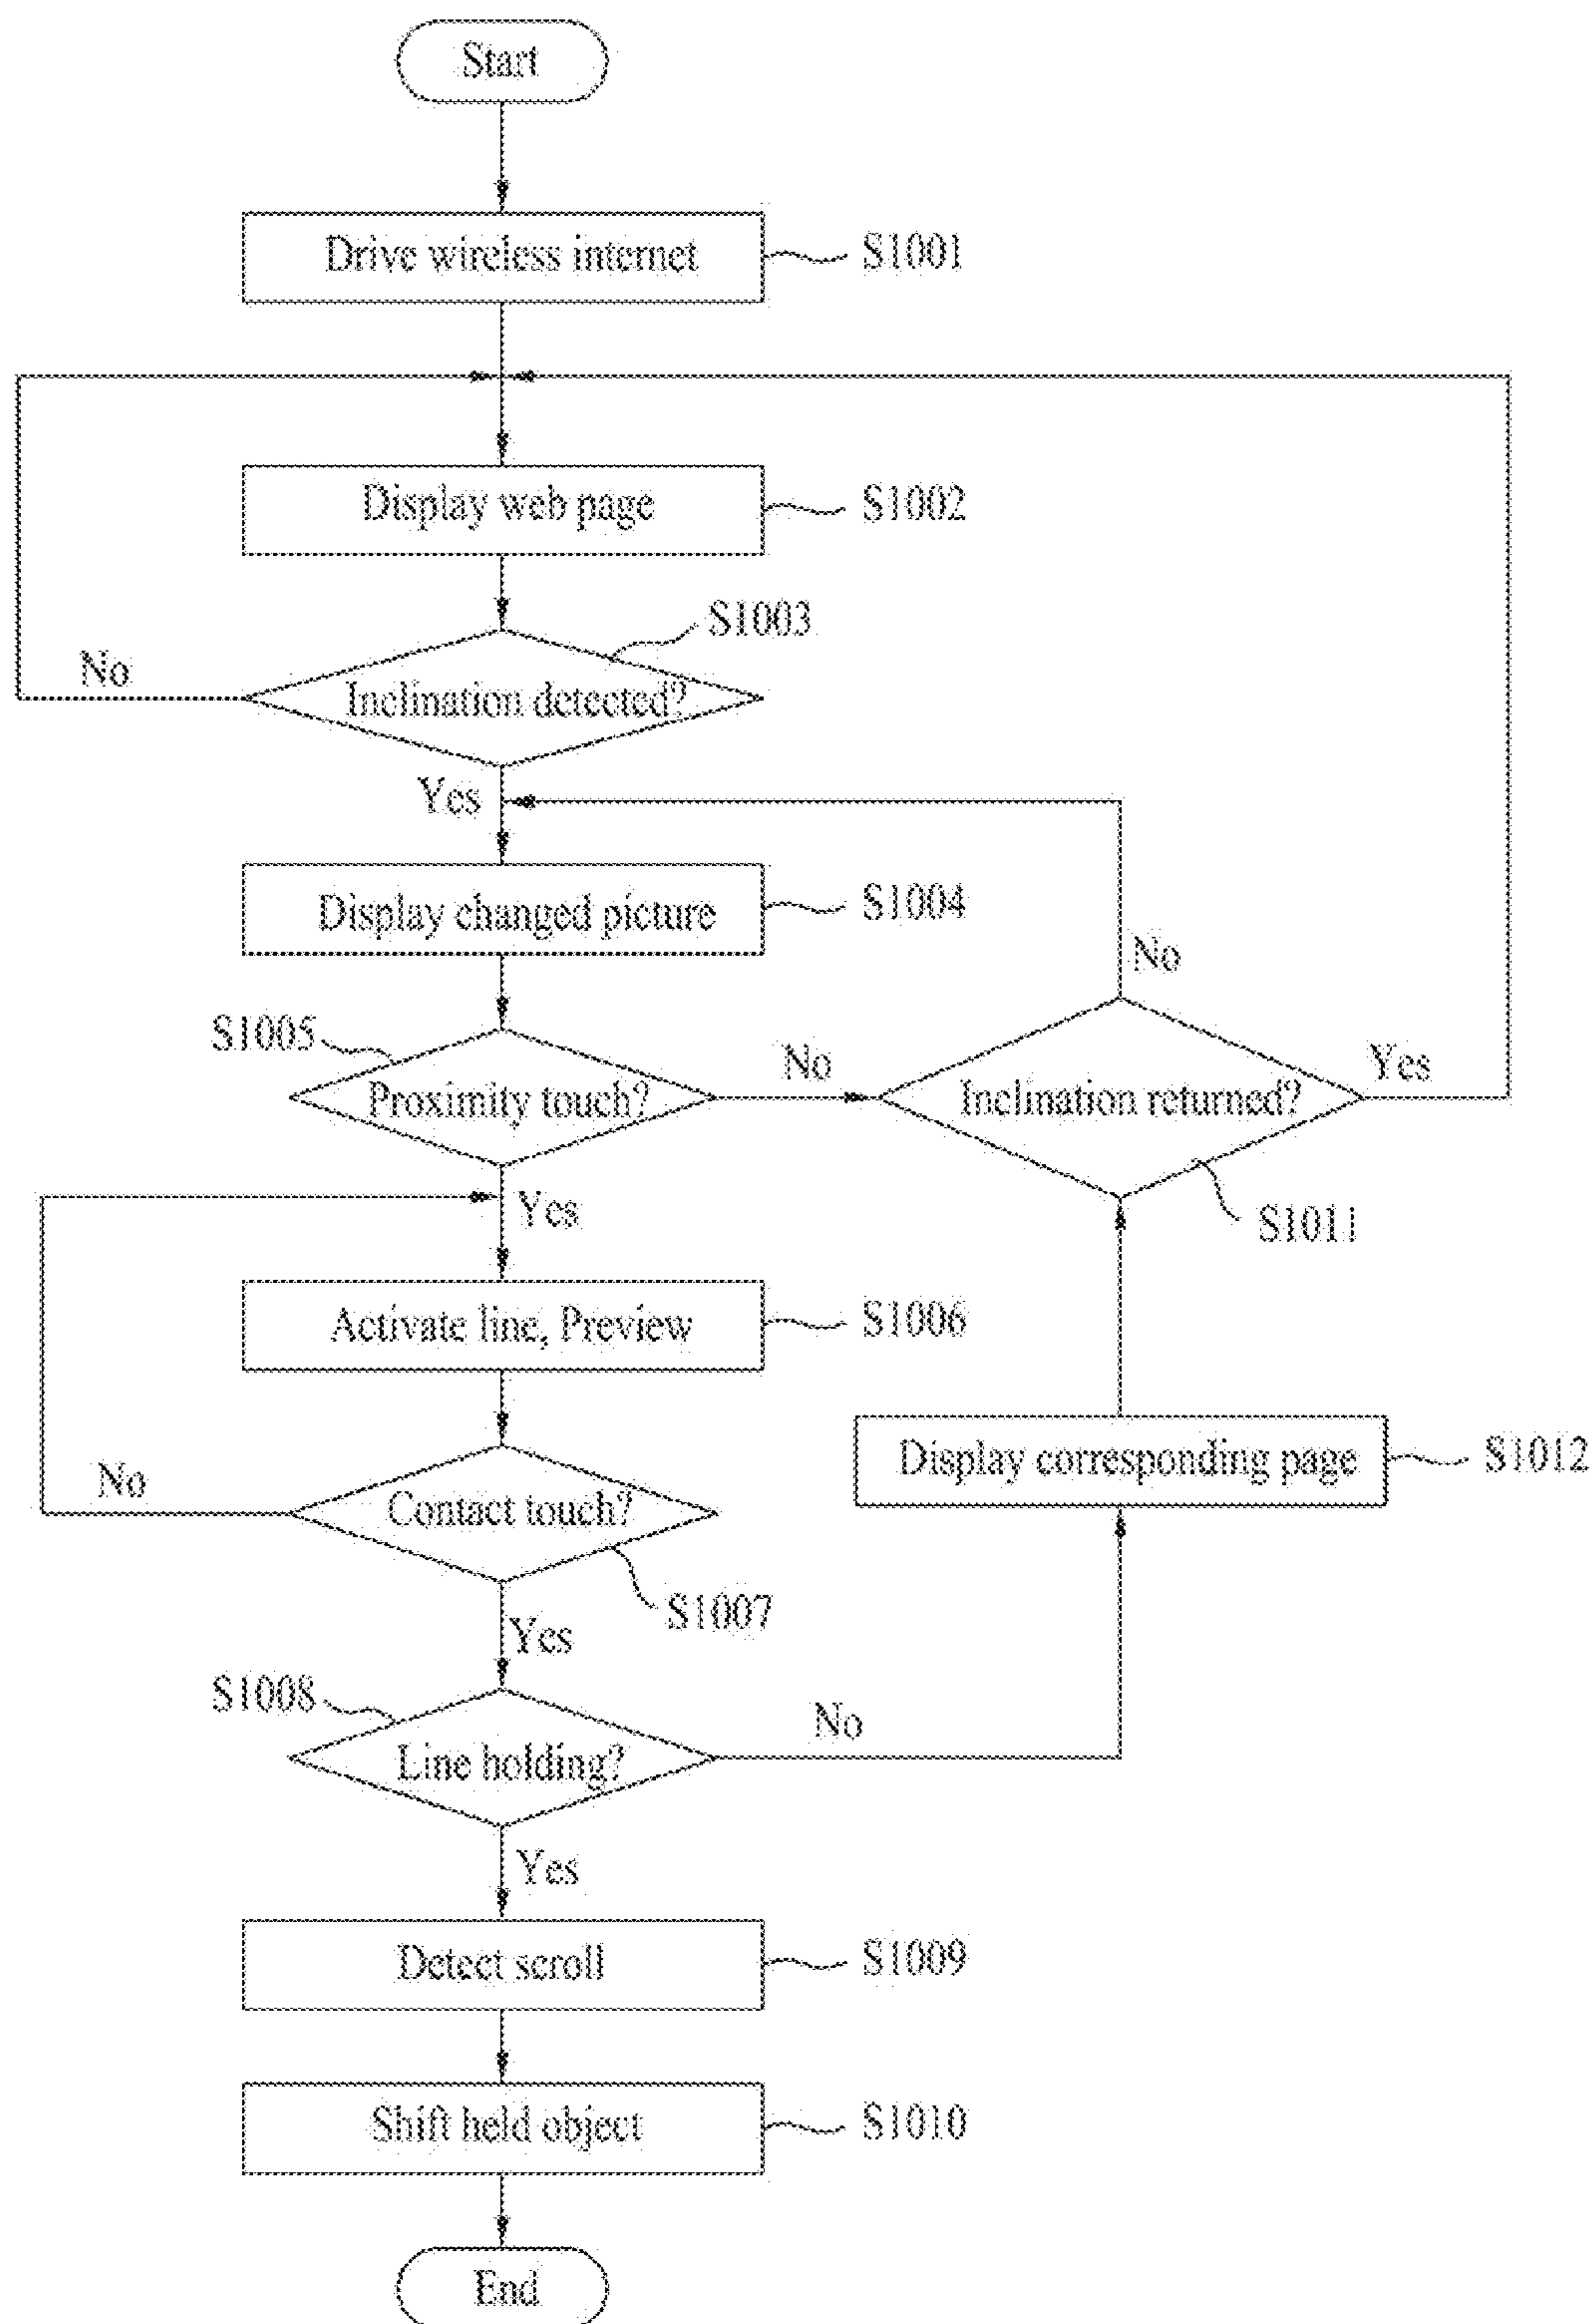 Start
Drive wireless internet
S1001
Display web page
S1002
S1003
Inclination detected?
No
Yes
Display changed picture
S1004
No
S1005
Proximity touch?
No
Inclination returned?
Yes
S1011
Yes
Activate line, Preview
S1006
Display corresponding page
S1012
Contact touch?
No
S1007
Yes
S1008
Line holding?
No
Yes
Detect scroll
S1009
Shift held object
S1010
End